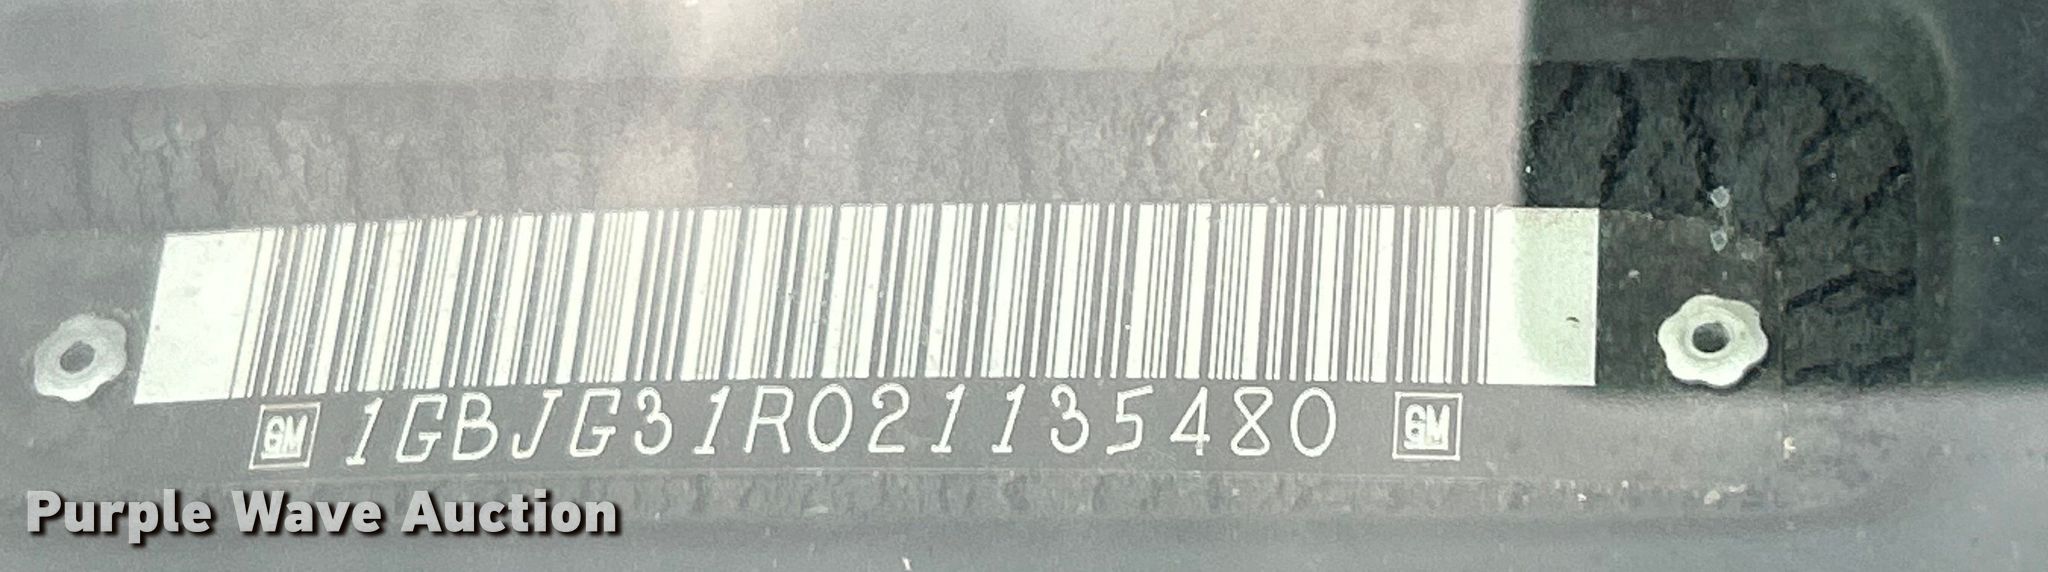 GM 1GBJG31R021135480 GM
Purple Wave Auction